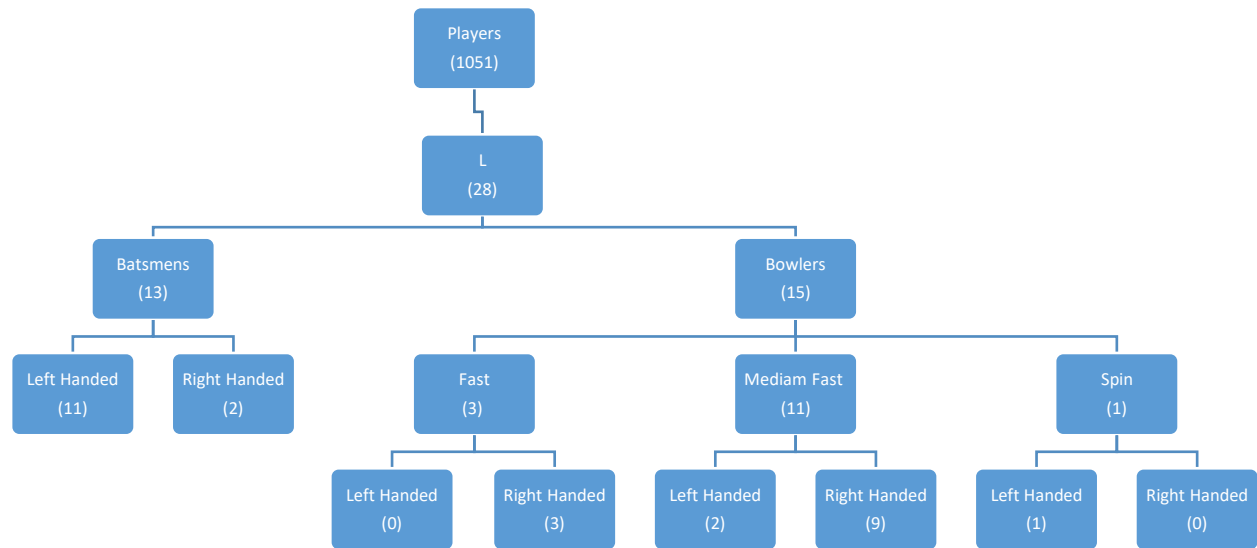 Players
(1051)
L
(28)
Batsmens
(13)
Bowlers
(15)
Left Handed
(11)
Right Handed
(2)
Fast
(3)
Mediam Fast
(11)
Spin
(1)
Left Handed
(0)
Right Handed
(3)
Left Handed
(2)
Right Handed
(9)
Left Handed
(1)
Right Handed
(0)